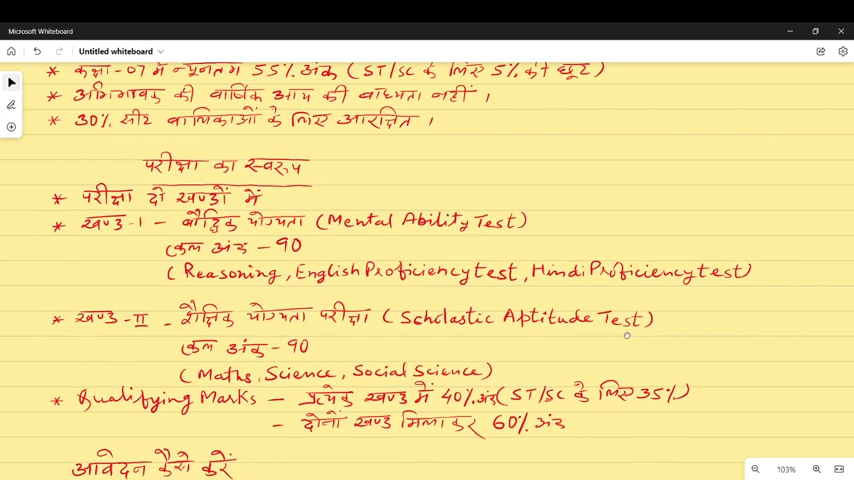 Microsoft Whiteboard
Untitled whiteboard
* कक्षा-07 में न्यूनतम 55% अंक (ST/SC के लिए 5% की छूट)
* अभिभावक की वार्षिक आय की बाध्यता नहीं ।
* 30% सीट बालिकाओं के लिए आरक्षित ।
परीक्षा का स्वरुप
* परीक्षा दो खण्डों में
* खण्ड-I - बौद्धिक योग्यता (Mental Ability Test)
कुल अंक - 90
(Reasoning, English Proficiency test, Hindi Proficiency test)
* खण्ड-II - शैक्षिक योग्यता परीक्षा (Scholastic Aptitude Test)
कुल अंक - 90
(Maths, Science, Social Science)
* Qualifying Marks - प्रत्येक खण्ड में 40% अंक (ST/SC के लिए 35%)
- दोनों खण्ड मिलाकर 60% अंक
आवेदन कैसे करें
103%